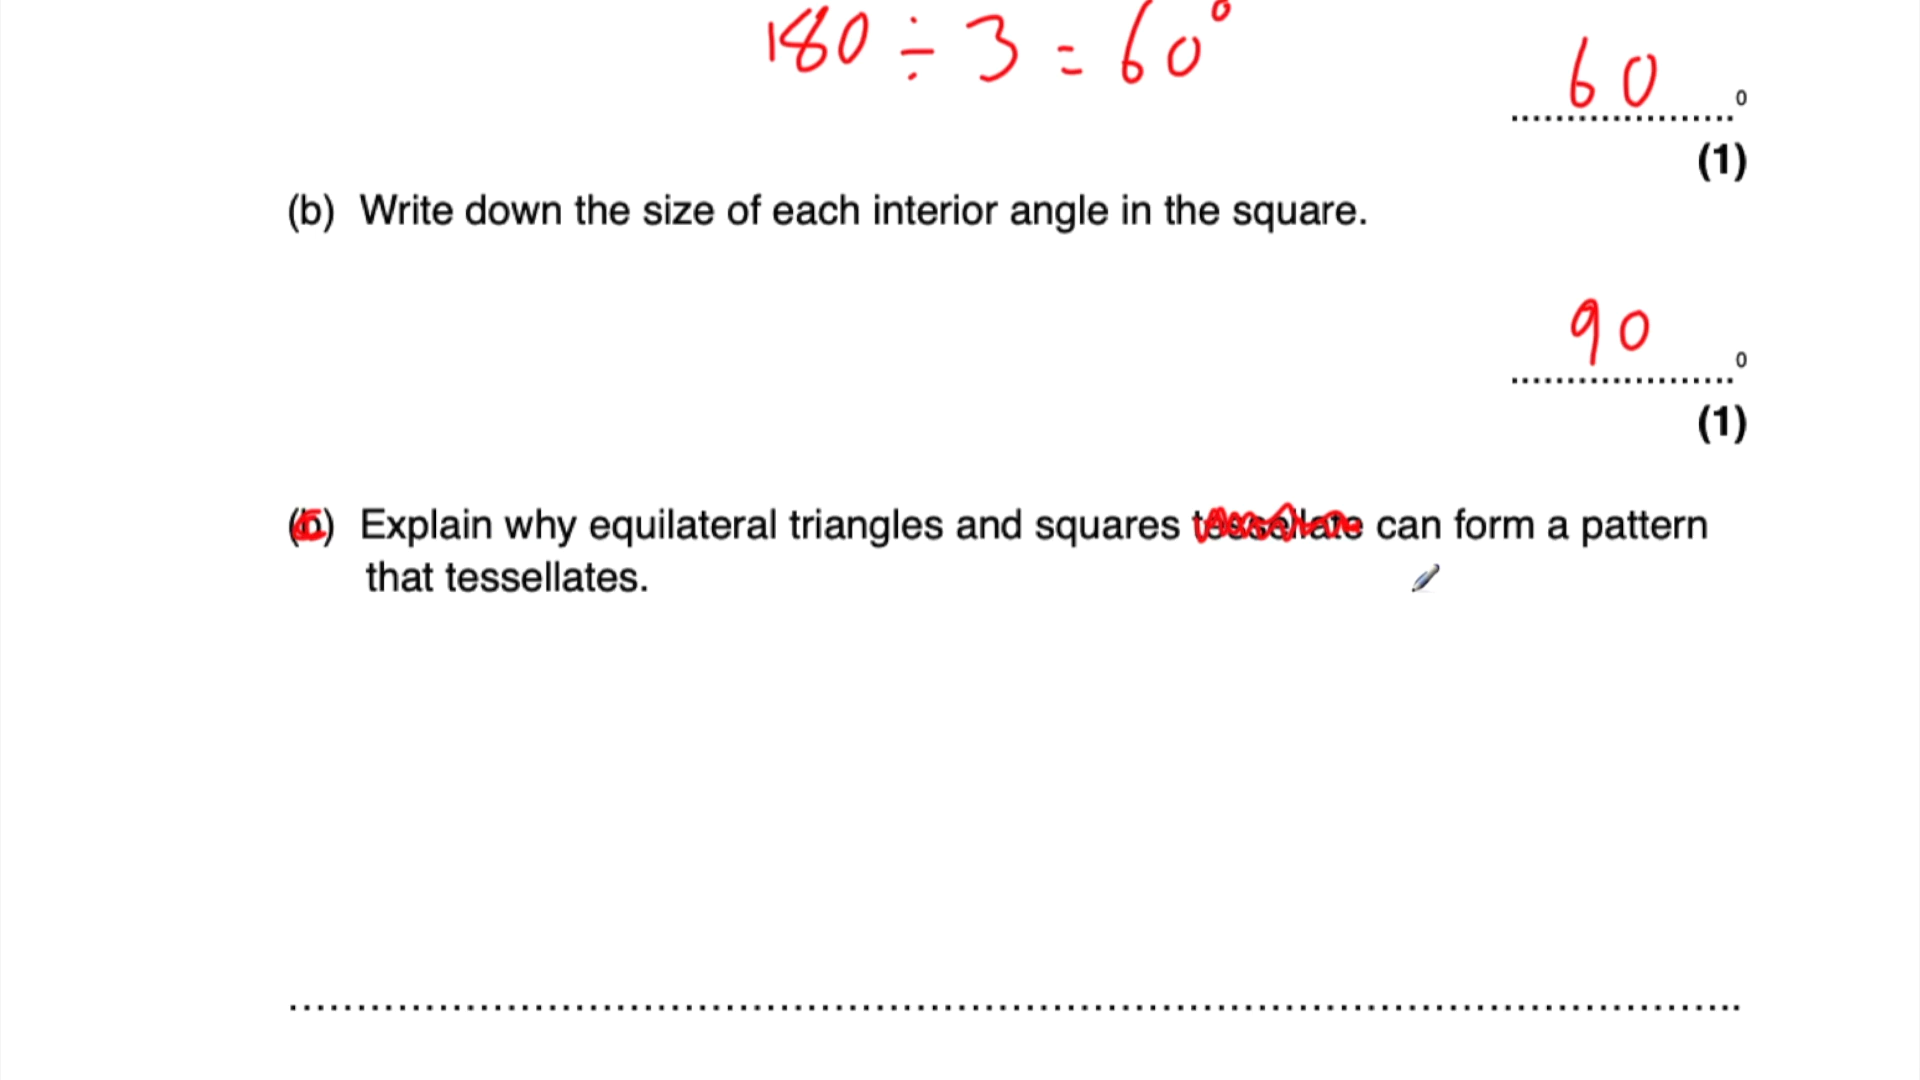 180 ÷ 3 = 60°
60 °
(1)
(b) Write down the size of each interior angle in the square.
90 °
(1)
(c) Explain why equilateral triangles and squares tessellate can form a pattern
that tessellates.